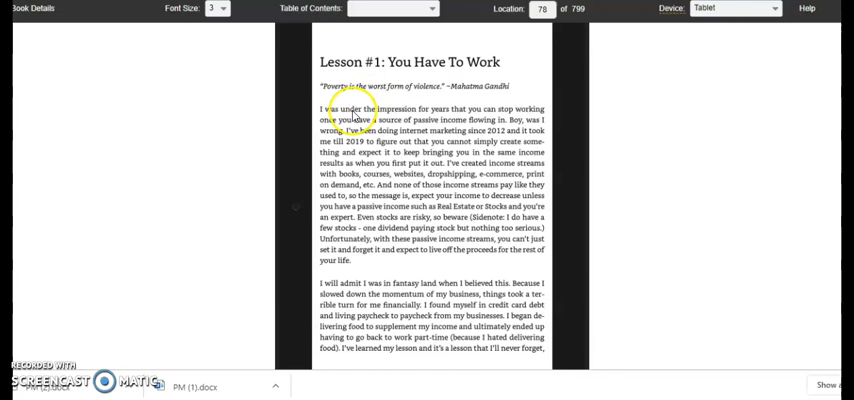 Book Details Font Size: 3 Table of Contents: Location: 78 of 799 Device: Tablet Help
Lesson #1: You Have To Work
"Poverty is the worst form of violence." ~Mahatma Gandhi
I was under the impression for years that you can stop working
once you have a source of passive income flowing in. Boy, was I
wrong. I've been doing internet marketing since 2012 and it took
me till 2019 to figure out that you cannot simply create some-
thing and expect it to keep bringing you in the same income
results as when you first put it out. I've created income streams
with books, courses, websites, dropshipping, e-commerce, print
on demand, etc. And none of those income streams pay like they
used to, so the message is, expect your income to decrease unless
you have a passive income such as Real Estate or Stocks and you're
an expert. Even stocks are risky, so beware (Sidenote: I do have a
few stocks - one dividend paying stock but nothing too serious.)
Unfortunately, with these passive income streams, you can't just
set it and forget it and expect to live off the proceeds for the rest of
your life.
I will admit I was in fantasy land when I believed this. Because I
slowed down the momentum of my business, things took a ter-
rible turn for me financially. I found myself in credit card debt
and living paycheck to paycheck from my businesses. I began de-
livering food to supplement my income and ultimately ended up
having to go back to work part-time (because I hated delivering
food). I've learned my lesson and it's a lesson that I'll never forget,
RECORDED WITH
SCREENCAST MATIC
PM (2).docx PM (1).docx Show a